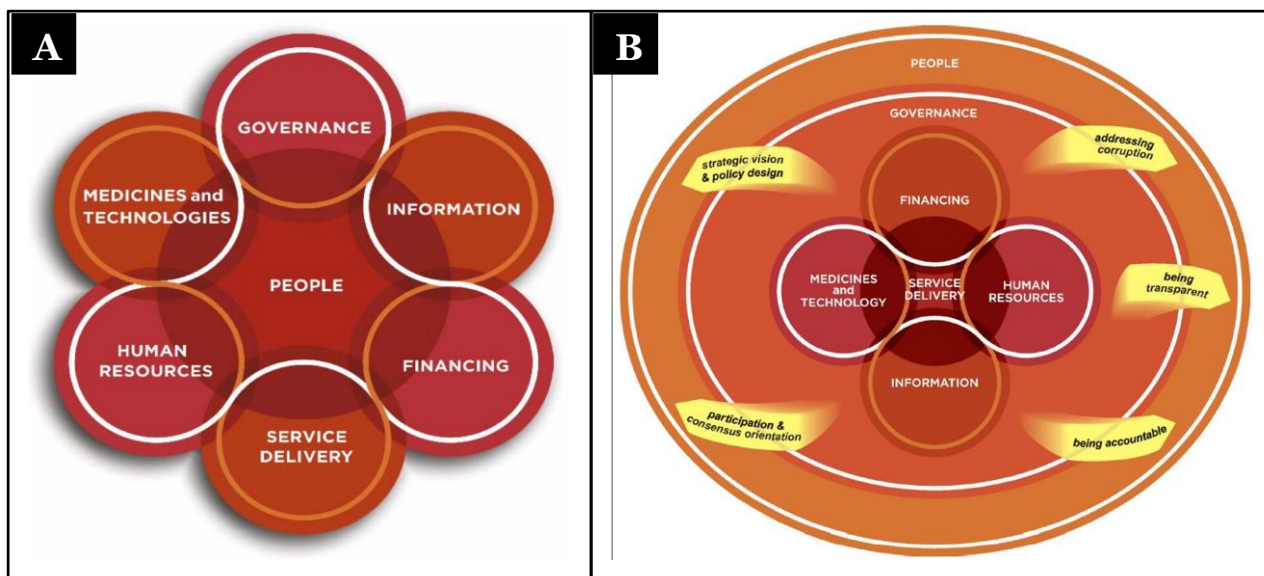 A
GOVERNANCE
MEDICINES and
TECHNOLOGIES
INFORMATION
PEOPLE
HUMAN
RESOURCES
FINANCING
SERVICE
DELIVERY
B
PEOPLE
GOVERNANCE
strategic vision
& policy design
addressing
corruption
FINANCING
MEDICINES
and
TECHNOLOGY
SERVICE
DELIVERY
HUMAN
RESOURCES
being
transparent
INFORMATION
participation &
consensus orientation
being accountable